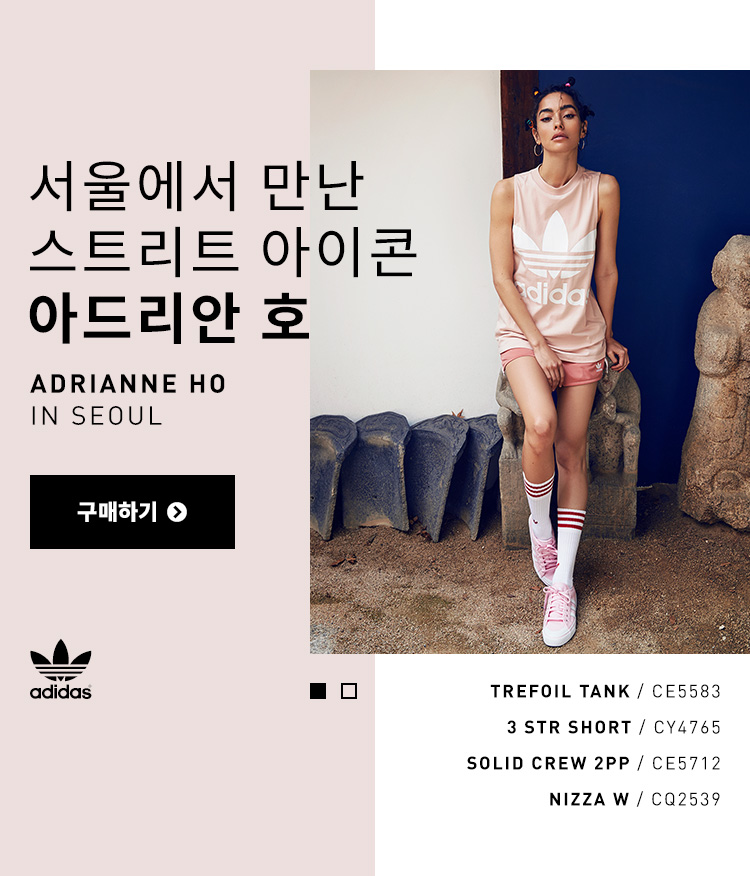 서울에서 만난
스트리트 아이콘
아드리안 호
ADRIANNE HO
IN SEOUL
구매하기
adidas
adidas
TREFOIL TANK / CE5583
3 STR SHORT / CY4765
SOLID CREW 2PP / CE5712
NIZZA W / CQ2539